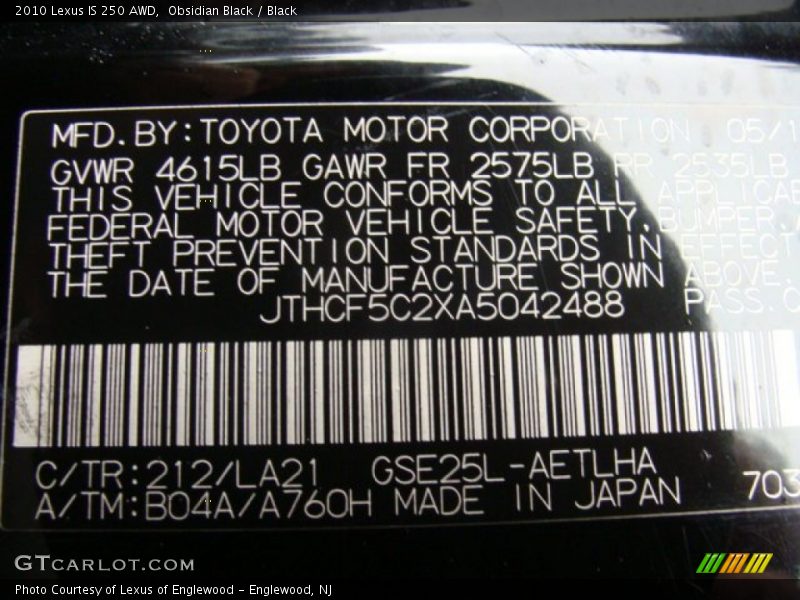 2010 Lexus IS 250 AWD,  Obsidian Black / Black
MFD. BY: TOYOTA MOTOR CORPORATION 05/1
GVWR 4615LB GAWR FR 2575LB RR 2535LB
THIS VEHICLE CONFORMS TO ALL APPLICAB
FEDERAL MOTOR VEHICLE SAFETY, BUMPER, A
THEFT PREVENTION STANDARDS IN EFFECT
THE DATE OF MANUFACTURE SHOWN ABOVE.
JTHCF5C2XA5042488 PASS.C
C/TR:212/LA21 GSE25L-AETLHA
A/TM:B04A/A760H MADE IN JAPAN 703
GTCARLOT.COM
Photo Courtesy of Lexus of Englewood - Englewood, NJ